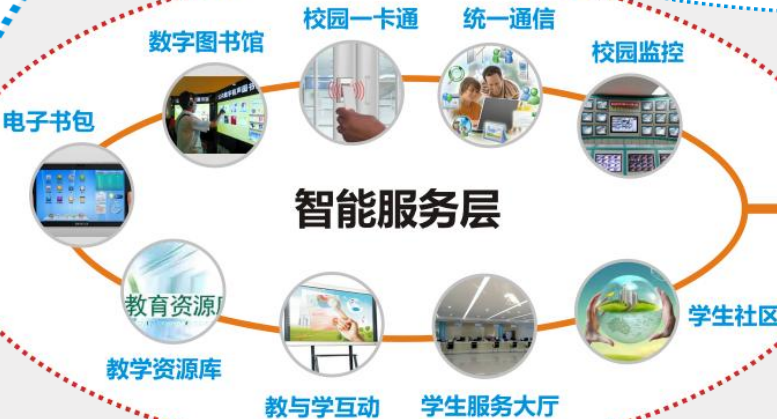 校园一卡通
统一通信
数字图书馆
校园监控
电子书包
智能服务层
教育资源
学生社区
教学资源库
教与学互动
学生服务大厅